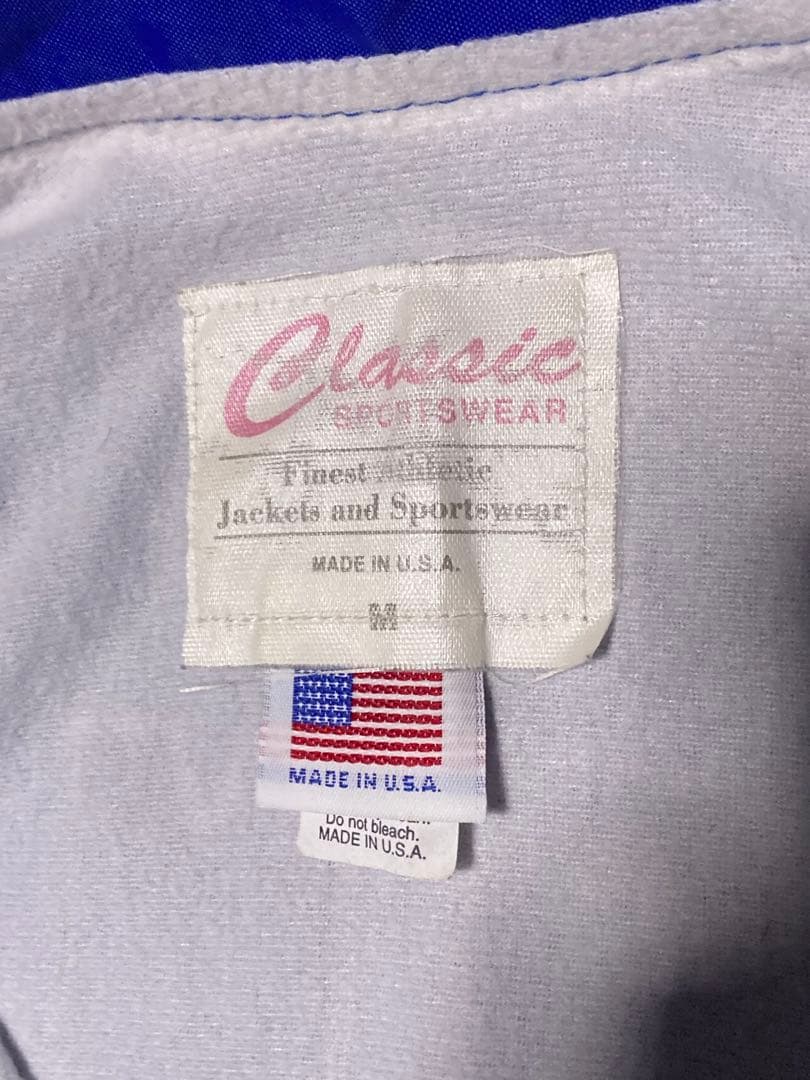 Classic
SPORTSWEAR
Finest Athletic
Jackets and Sportswear
MADE IN U.S.A.
M
MADE IN U.S.A.
Do not bleach.
MADE IN U.S.A.